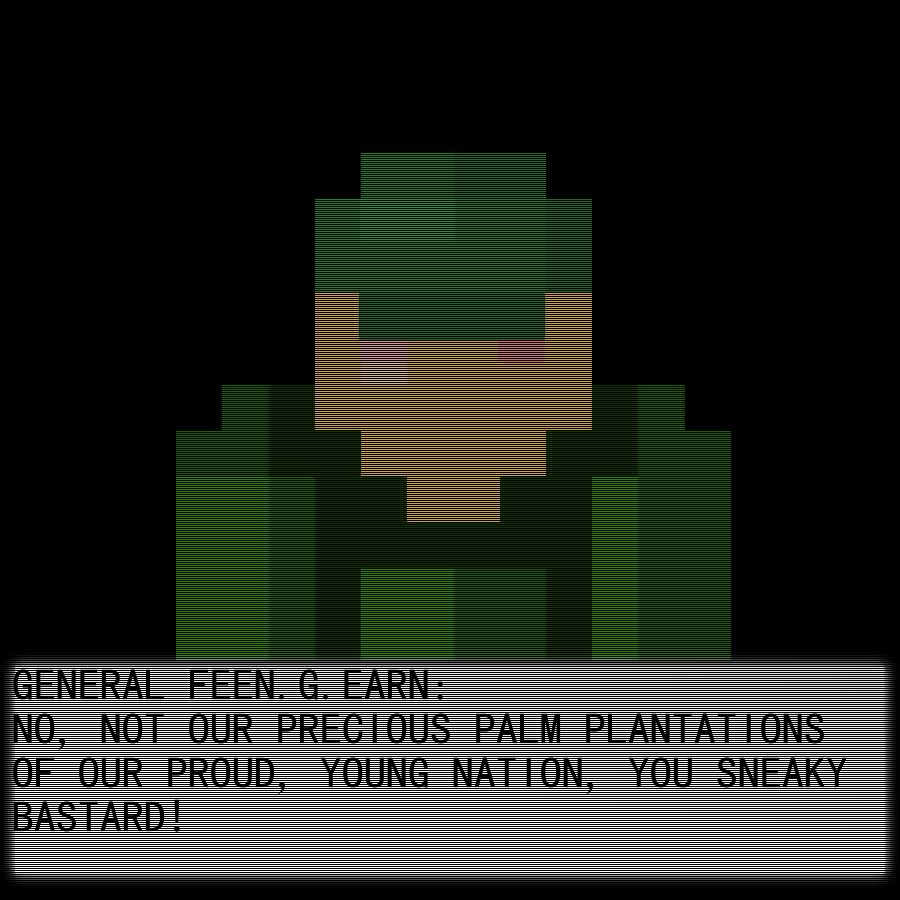 GENERAL FEEN.G.EARN:
NO, NOT OUR PRECIOUS PALM PLANTATIONS
OF OUR PROUD, YOUNG NATION, YOU SNEAKY
BASTARD!